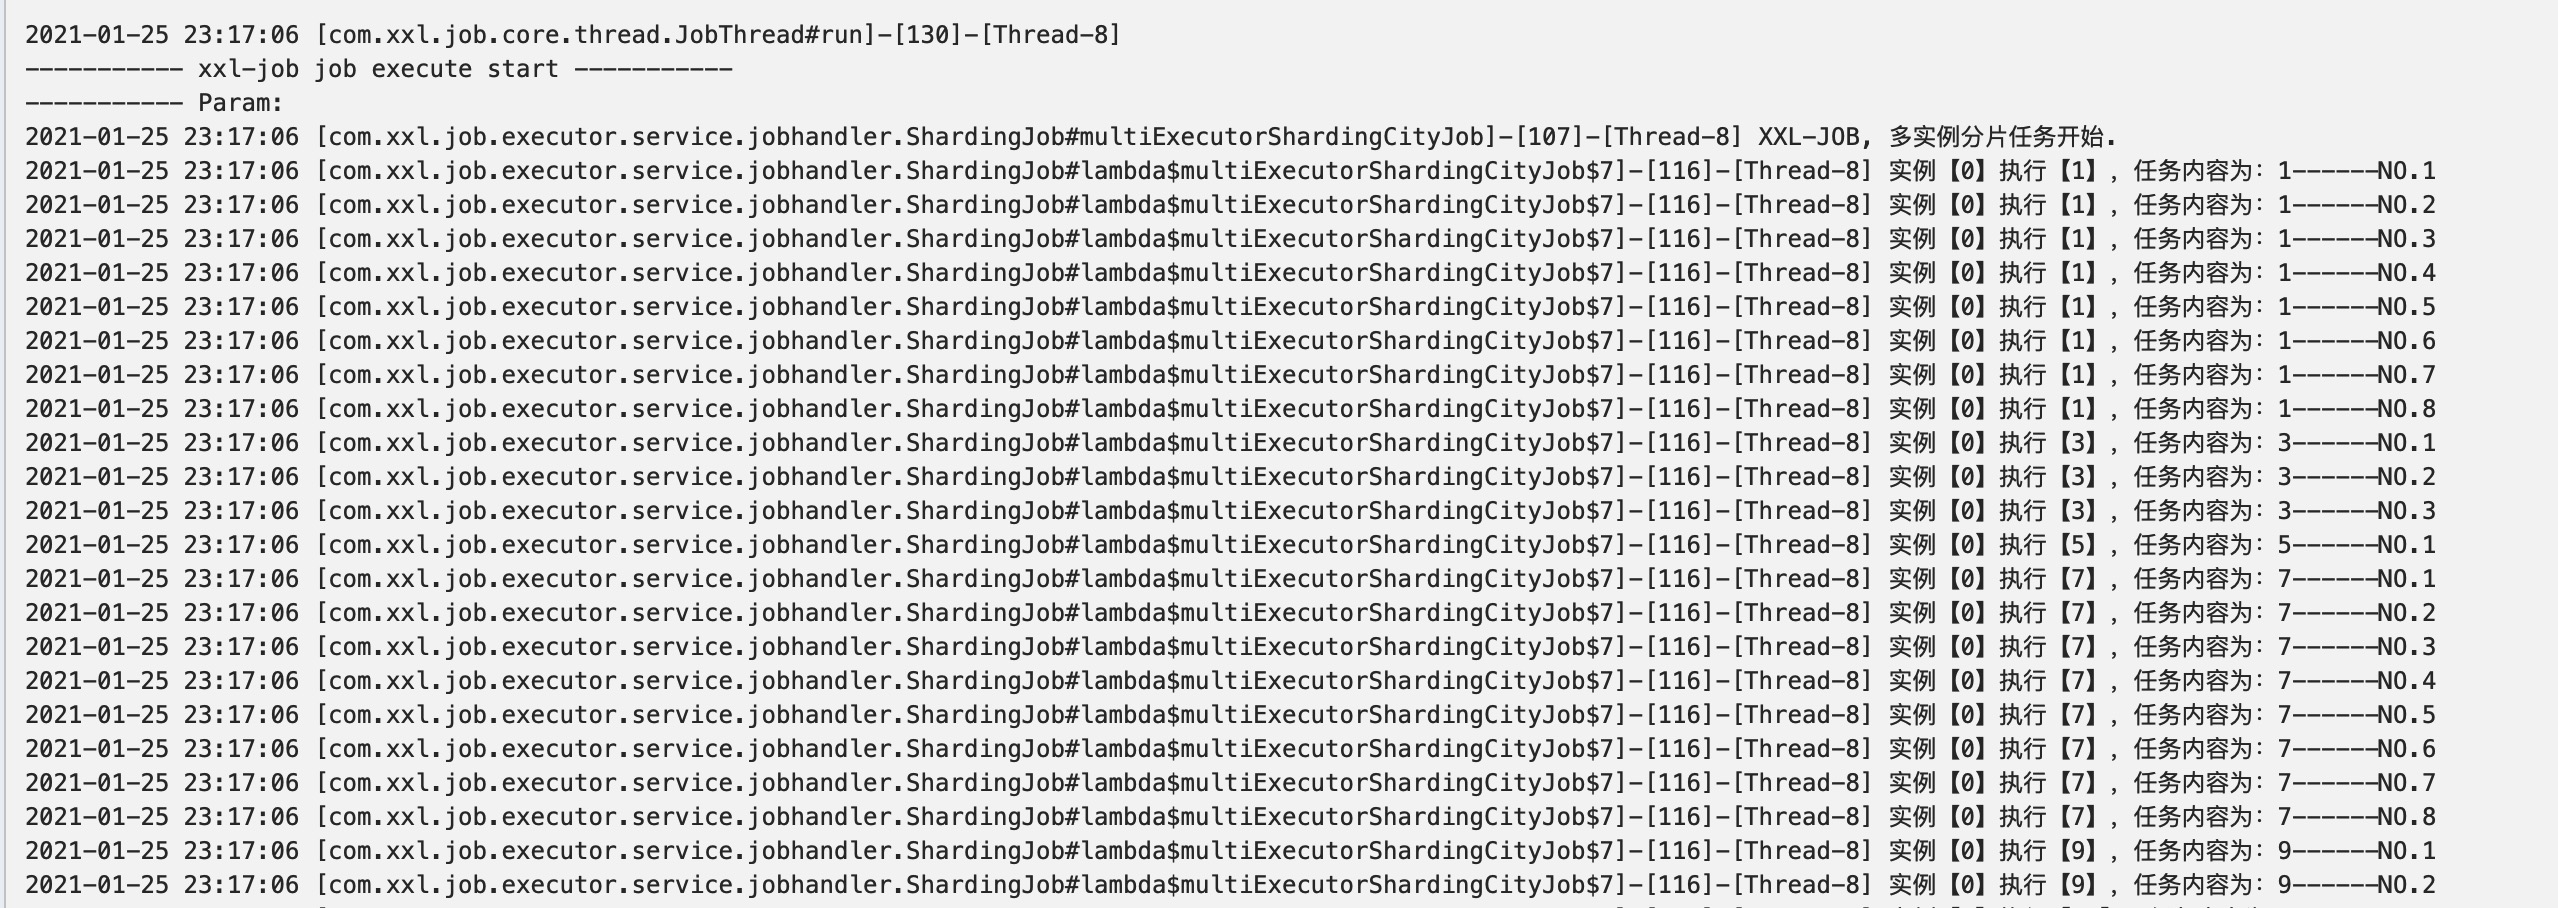 2021-01-25 23:17:06 [com.xxl.job.core.thread.JobThread#run]-[130]-[Thread-8]
----------- xxl-job job execute start -----------
----------- Param:
2021-01-25 23:17:06 [com.xxl.job.executor.service.jobhandler.ShardingJob#multiExecutorShardingCityJob]-[107]-[Thread-8] XXL-JOB, 多实例分片任务开始.
2021-01-25 23:17:06 [com.xxl.job.executor.service.jobhandler.ShardingJob#lambda$multiExecutorShardingCityJob$7]-[116]-[Thread-8] 实例【0】执行【1】, 任务内容为: 1------NO.1
2021-01-25 23:17:06 [com.xxl.job.executor.service.jobhandler.ShardingJob#lambda$multiExecutorShardingCityJob$7]-[116]-[Thread-8] 实例【0】执行【1】, 任务内容为: 1------NO.2
2021-01-25 23:17:06 [com.xxl.job.executor.service.jobhandler.ShardingJob#lambda$multiExecutorShardingCityJob$7]-[116]-[Thread-8] 实例【0】执行【1】, 任务内容为: 1------NO.3
2021-01-25 23:17:06 [com.xxl.job.executor.service.jobhandler.ShardingJob#lambda$multiExecutorShardingCityJob$7]-[116]-[Thread-8] 实例【0】执行【1】, 任务内容为: 1------NO.4
2021-01-25 23:17:06 [com.xxl.job.executor.service.jobhandler.ShardingJob#lambda$multiExecutorShardingCityJob$7]-[116]-[Thread-8] 实例【0】执行【1】, 任务内容为: 1------NO.5
2021-01-25 23:17:06 [com.xxl.job.executor.service.jobhandler.ShardingJob#lambda$multiExecutorShardingCityJob$7]-[116]-[Thread-8] 实例【0】执行【1】, 任务内容为: 1------NO.6
2021-01-25 23:17:06 [com.xxl.job.executor.service.jobhandler.ShardingJob#lambda$multiExecutorShardingCityJob$7]-[116]-[Thread-8] 实例【0】执行【1】, 任务内容为: 1------NO.7
2021-01-25 23:17:06 [com.xxl.job.executor.service.jobhandler.ShardingJob#lambda$multiExecutorShardingCityJob$7]-[116]-[Thread-8] 实例【0】执行【1】, 任务内容为: 1------NO.8
2021-01-25 23:17:06 [com.xxl.job.executor.service.jobhandler.ShardingJob#lambda$multiExecutorShardingCityJob$7]-[116]-[Thread-8] 实例【0】执行【3】, 任务内容为: 3------NO.1
2021-01-25 23:17:06 [com.xxl.job.executor.service.jobhandler.ShardingJob#lambda$multiExecutorShardingCityJob$7]-[116]-[Thread-8] 实例【0】执行【3】, 任务内容为: 3------NO.2
2021-01-25 23:17:06 [com.xxl.job.executor.service.jobhandler.ShardingJob#lambda$multiExecutorShardingCityJob$7]-[116]-[Thread-8] 实例【0】执行【3】, 任务内容为: 3------NO.3
2021-01-25 23:17:06 [com.xxl.job.executor.service.jobhandler.ShardingJob#lambda$multiExecutorShardingCityJob$7]-[116]-[Thread-8] 实例【0】执行【5】, 任务内容为: 5------NO.1
2021-01-25 23:17:06 [com.xxl.job.executor.service.jobhandler.ShardingJob#lambda$multiExecutorShardingCityJob$7]-[116]-[Thread-8] 实例【0】执行【7】, 任务内容为: 7------NO.1
2021-01-25 23:17:06 [com.xxl.job.executor.service.jobhandler.ShardingJob#lambda$multiExecutorShardingCityJob$7]-[116]-[Thread-8] 实例【0】执行【7】, 任务内容为: 7------NO.2
2021-01-25 23:17:06 [com.xxl.job.executor.service.jobhandler.ShardingJob#lambda$multiExecutorShardingCityJob$7]-[116]-[Thread-8] 实例【0】执行【7】, 任务内容为: 7------NO.3
2021-01-25 23:17:06 [com.xxl.job.executor.service.jobhandler.ShardingJob#lambda$multiExecutorShardingCityJob$7]-[116]-[Thread-8] 实例【0】执行【7】, 任务内容为: 7------NO.4
2021-01-25 23:17:06 [com.xxl.job.executor.service.jobhandler.ShardingJob#lambda$multiExecutorShardingCityJob$7]-[116]-[Thread-8] 实例【0】执行【7】, 任务内容为: 7------NO.5
2021-01-25 23:17:06 [com.xxl.job.executor.service.jobhandler.ShardingJob#lambda$multiExecutorShardingCityJob$7]-[116]-[Thread-8] 实例【0】执行【7】, 任务内容为: 7------NO.6
2021-01-25 23:17:06 [com.xxl.job.executor.service.jobhandler.ShardingJob#lambda$multiExecutorShardingCityJob$7]-[116]-[Thread-8] 实例【0】执行【7】, 任务内容为: 7------NO.7
2021-01-25 23:17:06 [com.xxl.job.executor.service.jobhandler.ShardingJob#lambda$multiExecutorShardingCityJob$7]-[116]-[Thread-8] 实例【0】执行【7】, 任务内容为: 7------NO.8
2021-01-25 23:17:06 [com.xxl.job.executor.service.jobhandler.ShardingJob#lambda$multiExecutorShardingCityJob$7]-[116]-[Thread-8] 实例【0】执行【9】, 任务内容为: 9------NO.1
2021-01-25 23:17:06 [com.xxl.job.executor.service.jobhandler.ShardingJob#lambda$multiExecutorShardingCityJob$7]-[116]-[Thread-8] 实例【0】执行【9】, 任务内容为: 9------NO.2